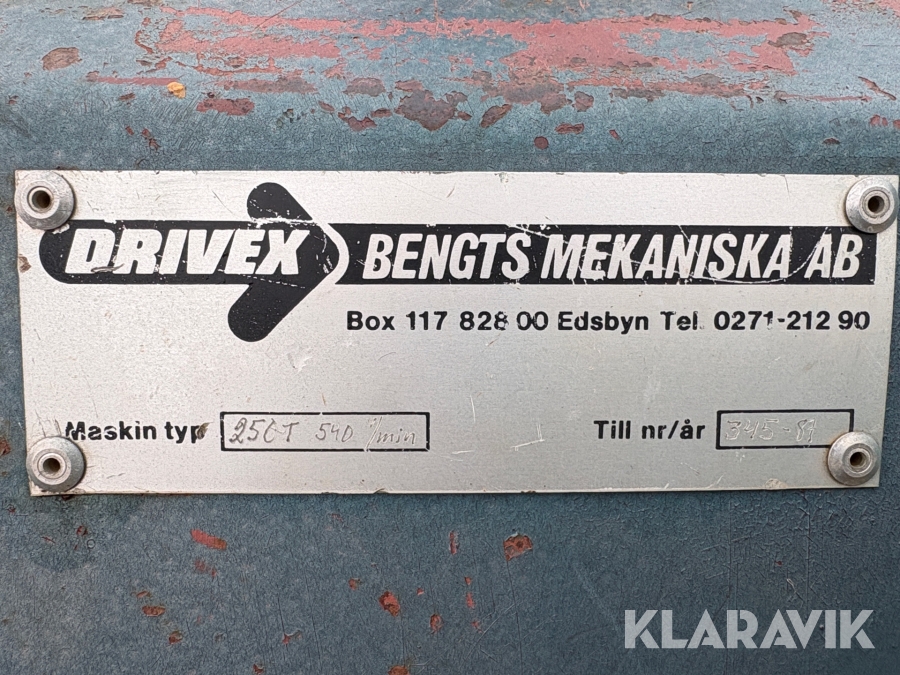 DRIVEX BENGTS MEKANISKA AB
Box 117 828 00 Edsbyn Tel. 0271-212 90
Maskin typ 250T 540 r/min Till nr/år 345-89
KLARAVIK